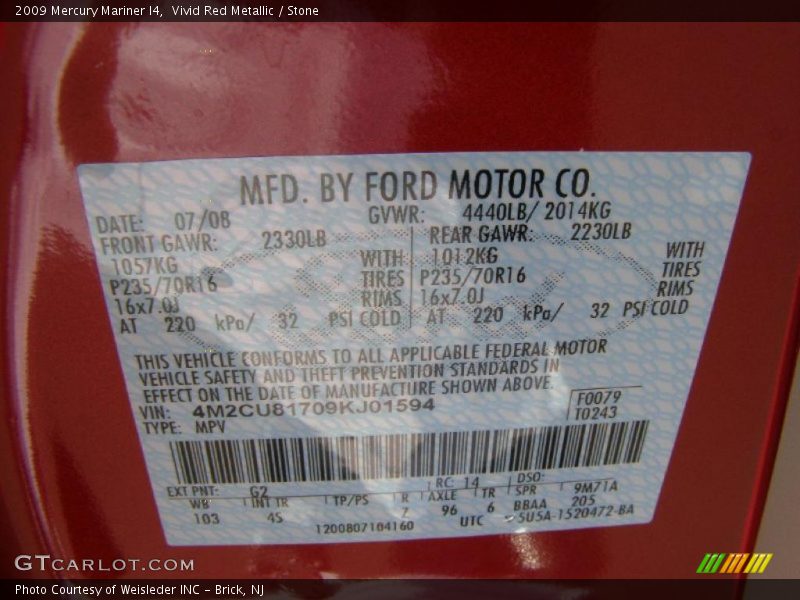 2009 Mercury Mariner I4, Vivid Red Metallic / Stone
MFD. BY FORD MOTOR CO.
DATE: 07/08 GVWR: 4440LB/ 2014KG
FRONT GAWR: 2330LB REAR GAWR: 2230LB
1057KG WITH 1012KG WITH
P235/70R16 TIRES P235/70R16 TIRES
16x7.0J RIMS 16x7.0J RIMS
AT 220 kPa/ 32 PSI COLD AT 220 kPa/ 32 PSI COLD
THIS VEHICLE CONFORMS TO ALL APPLICABLE FEDERAL MOTOR
VEHICLE SAFETY AND THEFT PREVENTION STANDARDS IN
EFFECT ON THE DATE OF MANUFACTURE SHOWN ABOVE.
VIN: 4M2CU81709KJ01594 F0079
TYPE: MPV T0243
EXT PNT: G2 RC: 14 DSO:
WB INT TR TP/PS R AXLE TR SPR 9M71A
103 4S Z 96 6 BBAA 205
1200807104160 UTC 5U5A-1520472-BA
GTCARLOT.COM
Photo Courtesy of Weisleder INC - Brick, NJ